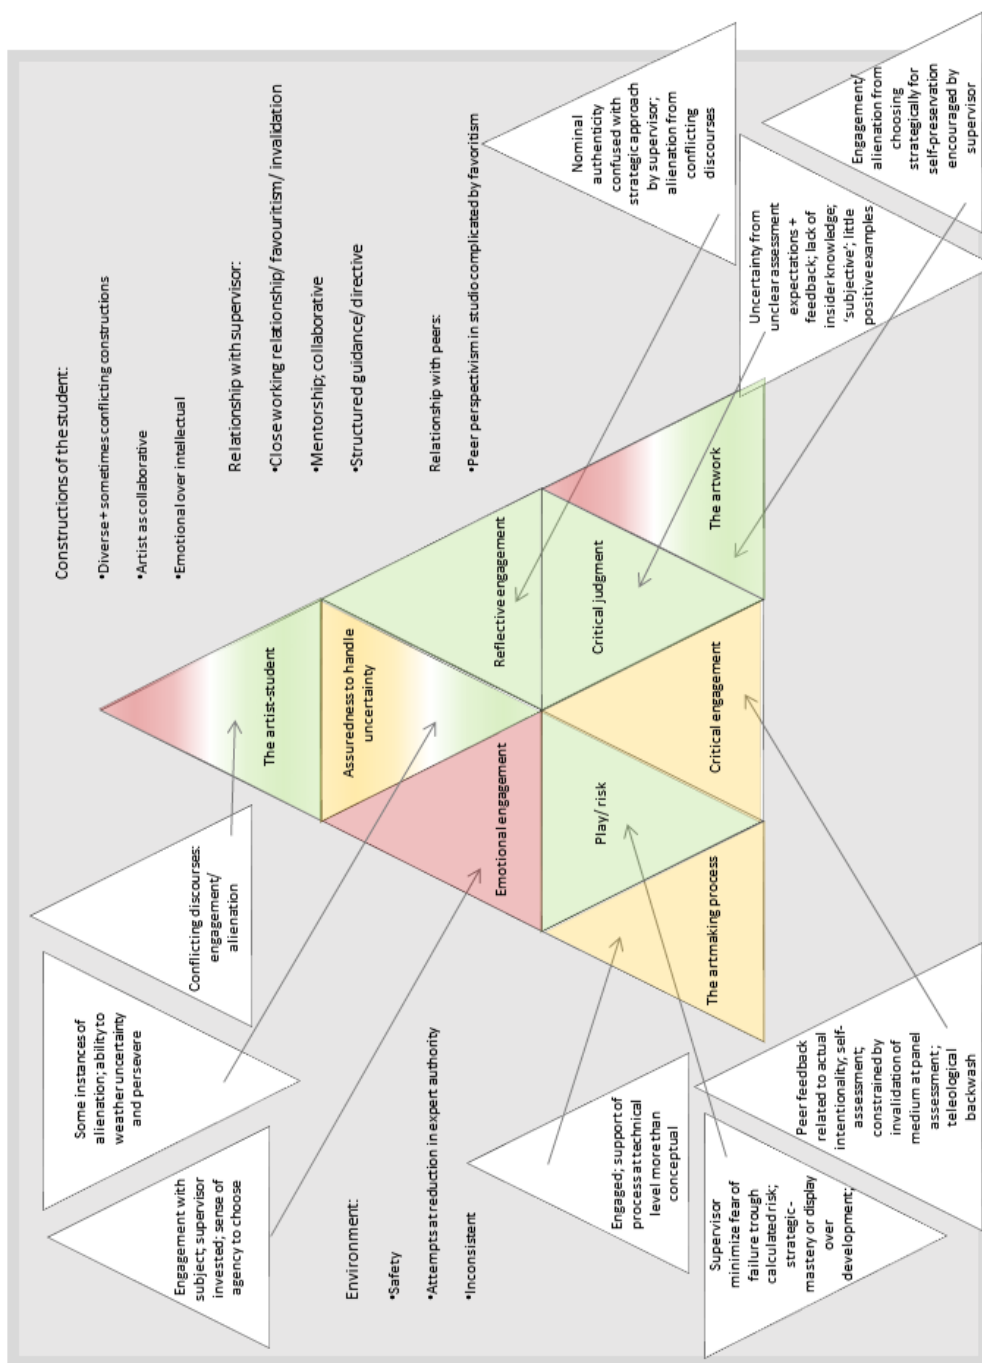 Constructions of the student:
•Diverse + sometimes conflicting constructions
•Artist as collaborative
•Emotional over intellectual
Relationship with supervisor:
•Close working relationship/ favouritism/ invalidation
•Mentorship; collaborative
•Structured guidance/ directive
Relationship with peers:
•Peer perspectivism in studio complicated by favoritism
Engagement with
subject; supervisor
invested; sense of
agency to choose
Some instances of
alienation; ability to
weather uncertainty
and persevere
Conflicting discourses:
engagement/
alienation
The artist-student
Assuredness to handle
uncertainty
Emotional engagement
Reflective engagement
Nominal
authenticity
confused with
strategic approach
by supervisor;
alienation from
conflicting
discourses
Environment:
•Safety
•Attempts at reduction in expert authority
•Inconsistent
Play/ risk
Critical judgment
The artmaking process
Critical engagement
The artwork
Engaged; support of
process at technical
level more than
conceptual
Supervisor
minimize fear of
failure trough
calculated risk;
strategic-
mastery or display
over
development;
Peer feedback
related to actual
intentionality; self-
assessment;
constrained by
invalidation of
medium at panel
assessment;
teleological
backwash
Uncertainty from
unclear assessment
expectations +
feedback; lack of
insider knowledge;
‘subjective’; little
positive examples
Engagement/
alienation from
choosing
strategically for
self-preservation
encouraged by
supervisor